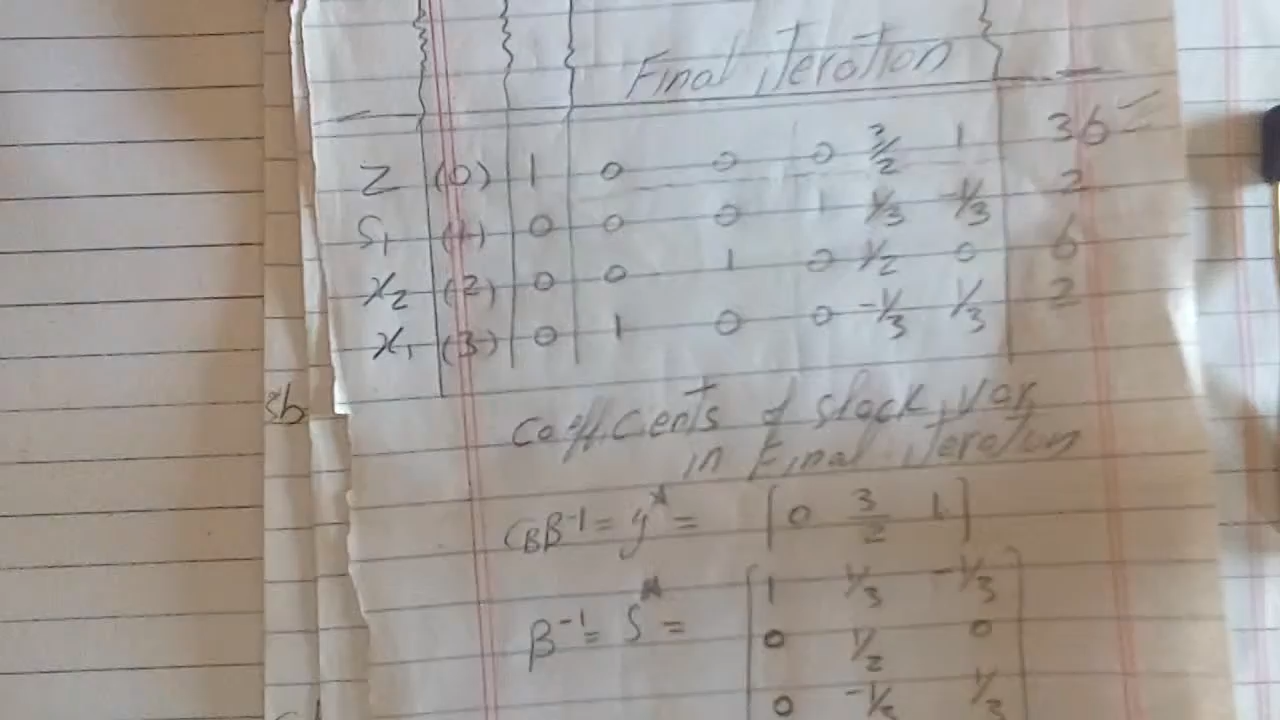 Final iteration
Z (0) 1 0 0 0 3/2 1 36
S₁ (1) 0 0 0 1 1/3 -1/3 2
X₂ (2) 0 0 1 0 1/2 0 6
X₁ (3) 0 1 0 0 -1/3 1/3 2
3b
Coefficents of slack var
in Final iteration
C_B B⁻¹ = y* = [0 3/2 1]
B⁻¹ = S* = [1 1/3 -1/3
0 1/2 0
0 -1/3 1/3